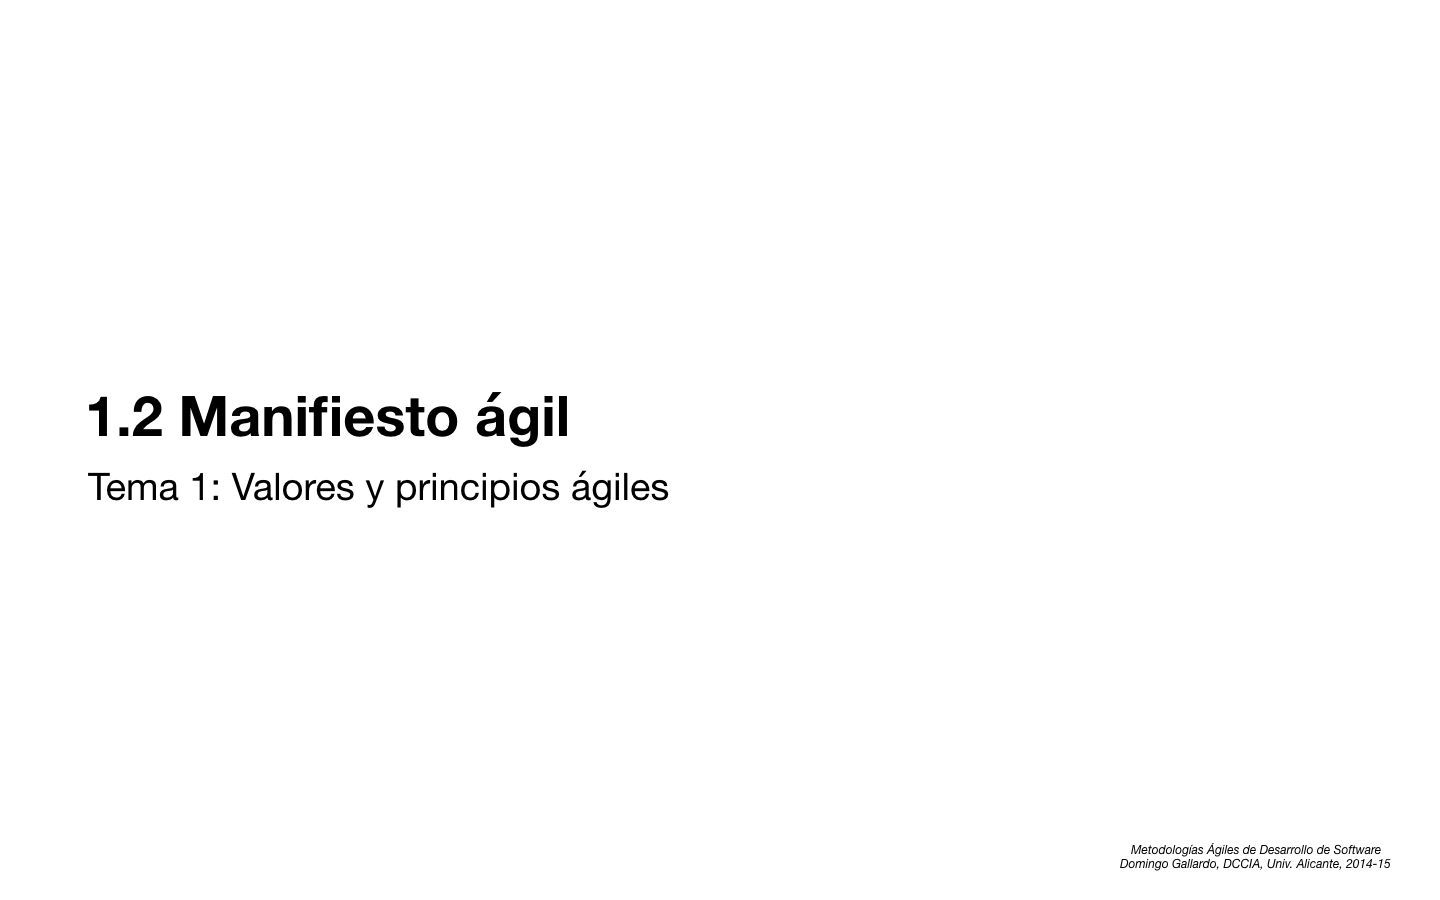 1.2 Manifiesto ágil
Tema 1: Valores y principios ágiles
Metodologías Ágiles de Desarrollo de Software
Domingo Gallardo, DCCIA, Univ. Alicante, 2014-15